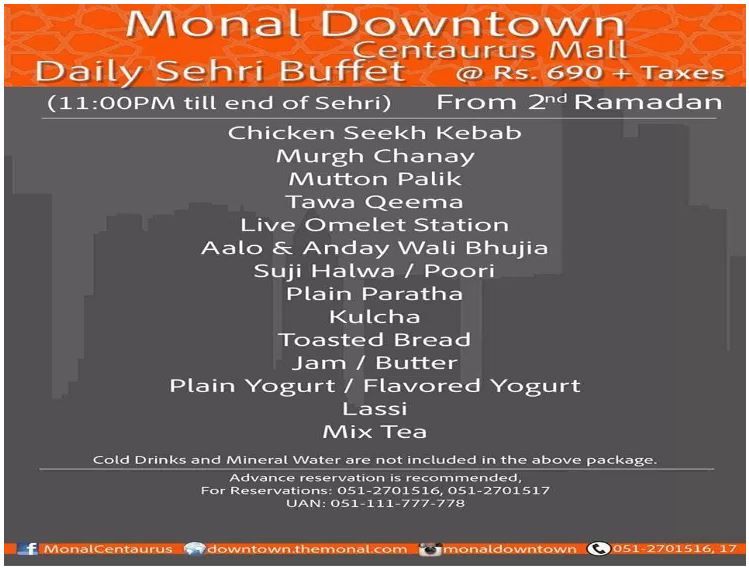 Monal Downtown
Centaurus Mall
Daily Sehri Buffet @ Rs. 690 + Taxes
(11:00PM till end of Sehri) From 2nd Ramadan
Chicken Seekh Kebab
Murgh Chanay
Mutton Palik
Tawa Qeema
Live Omelet Station
Aalo & Anday Wali Bhujia
Suji Halwa / Poori
Plain Paratha
Kulcha
Toasted Bread
Jam / Butter
Plain Yogurt / Flavored Yogurt
Lassi
Mix Tea
Cold Drinks and Mineral Water are not included in the above package.
Advance reservation is recommended,
For Reservations: 051-2701516, 051-2701517
UAN: 051-111-777-778
MonalCentaurus downtown.themonal.com monaldowntown 051-2701516, 17